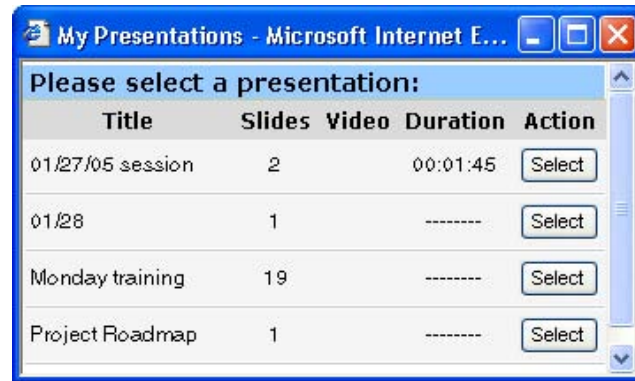 My Presentations - Microsoft Internet E...
Please select a presentation:
Title Slides Video Duration Action
01/27/05 session 2 00:01:45 Select
01/28 1 -------- Select
Monday training 19 -------- Select
Project Roadmap 1 -------- Select